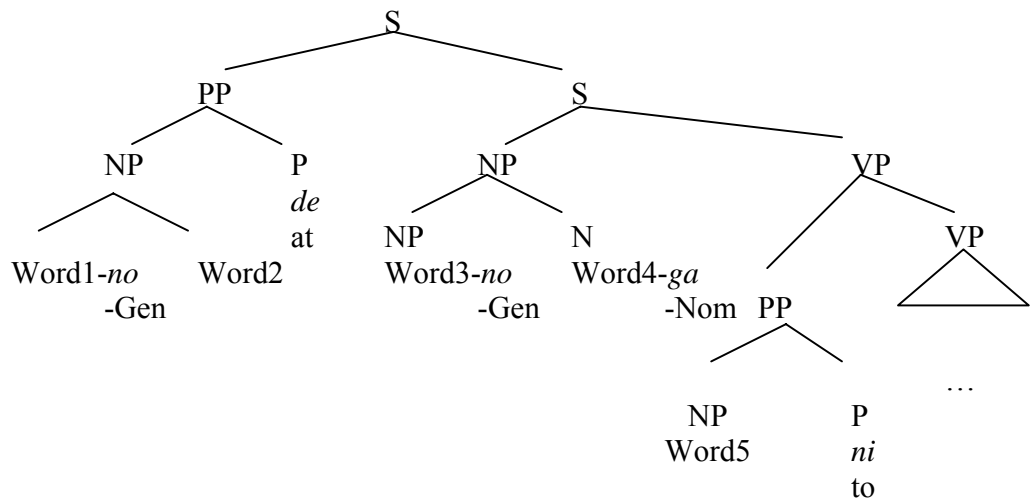 S
PP S
NP P NP VP
de
at NP N VP
Word1-no Word2 Word3-no Word4-ga
-Gen -Gen -Nom PP
…
NP P
Word5 ni
to